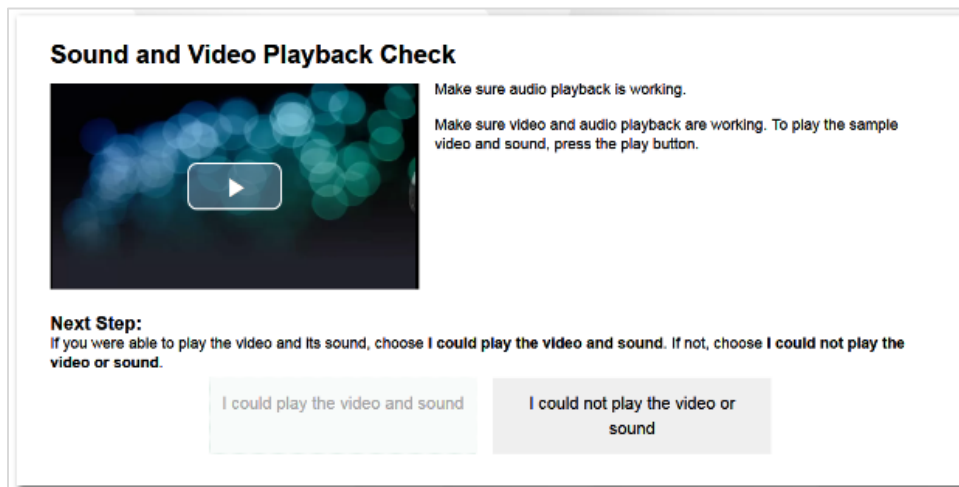 Sound and Video Playback Check
Make sure audio playback is working.
Make sure video and audio playback are working. To play the sample
video and sound, press the play button.
Next Step:
If you were able to play the video and its sound, choose I could play the video and sound. If not, choose I could not play the
video or sound.
I could play the video and sound
I could not play the video or
sound